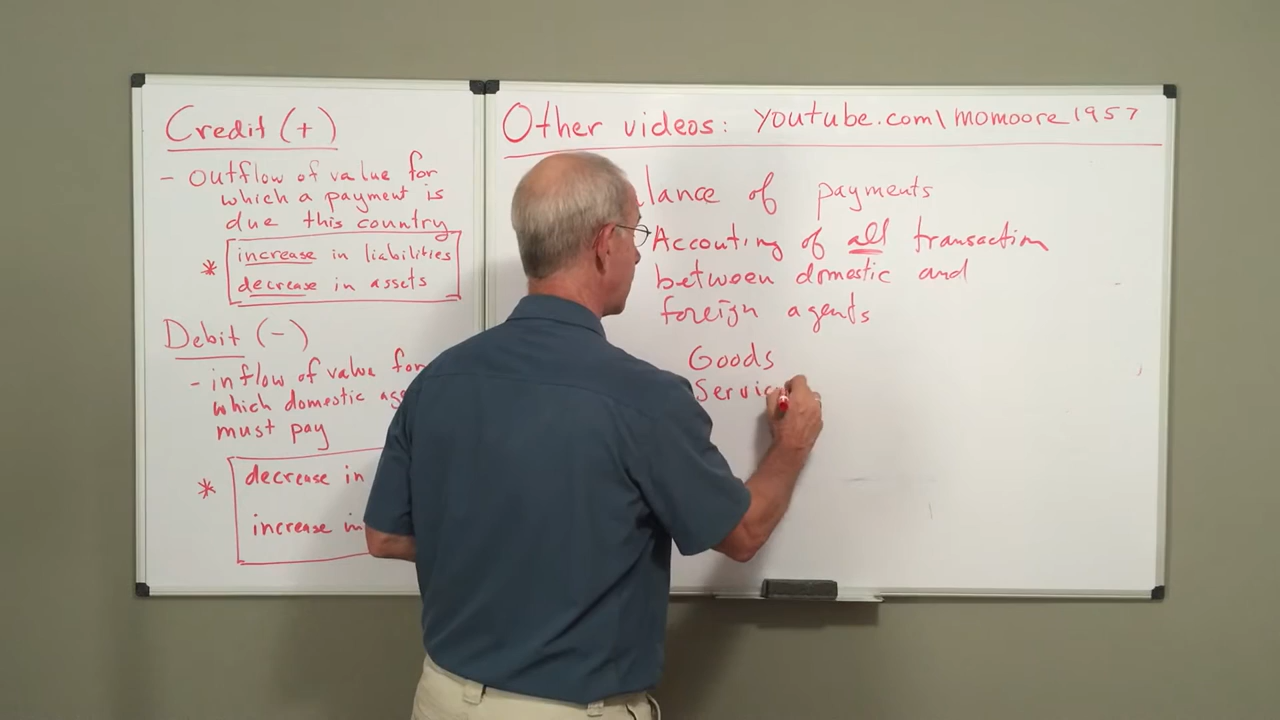 Credit (+)
- outflow of value for
which a payment is
due this country
* increase in liabilities
decrease in assets
Debit (-)
- inflow of value for
which domestic
must pay
* decrease in
increase in
Other videos: youtube.com\momoore1957
lance of payments
Accounting of all transaction
between domestic and
foreign agents
Goods